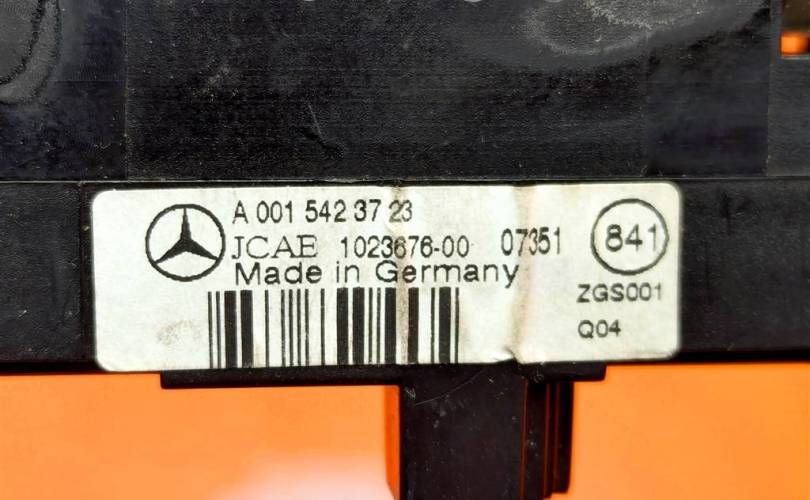 A 001 542 37 23
JCAE 1023676-00 07351
Made in Germany
841
ZGS001
Q04